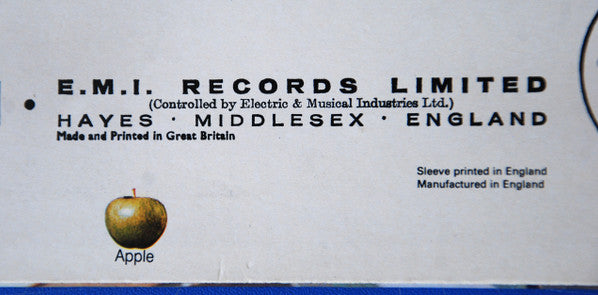 E.M.I. RECORDS LIMITED
(Controlled by Electric & Musical Industries Ltd.)
HAYES · MIDDLESEX · ENGLAND
Made and Printed in Great Britain
Sleeve printed in England
Manufactured in England
Apple